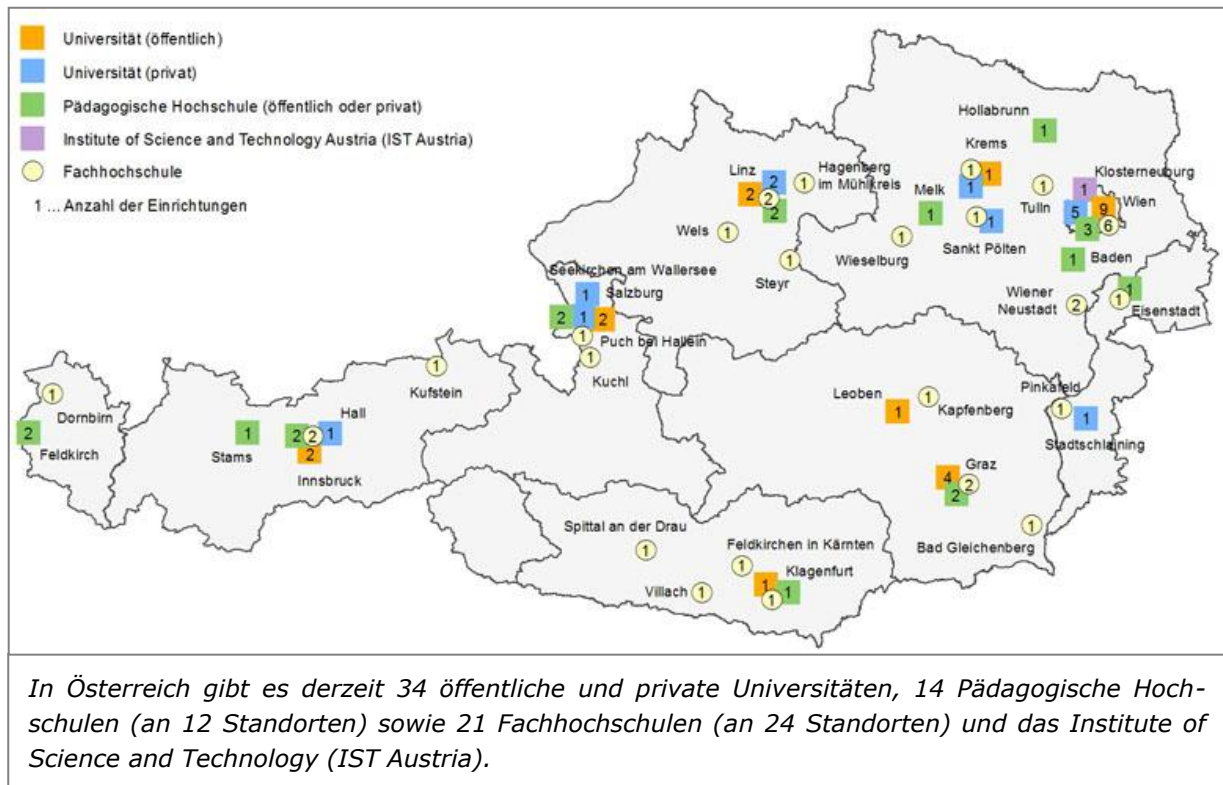 Universität (öffentlich)
Universität (privat)
Pädagogische Hochschule (öffentlich oder privat)
Institute of Science and Technology Austria (IST Austria)
Fachhochschule
1 ... Anzahl der Einrichtungen
Hollabrunn
1
Krems
1
1
1
Klosterneuburg
1
Wien
5
9
3
6
Tulln
1
Melk
1
Sankt Pölten
1
1
Wieselburg
1
Baden
1
Wiener
Neustadt
2
Eisenstadt
1
1
Linz
2
2
2
2
Hagenberg
im Mühlkreis
1
Wels
1
Steyr
1
Seekirchen am Wallersee
1
Salzburg
2
1
2
Puch bei Hallein
1
Kuchl
1
Kufstein
1
Dornbirn
1
Feldkirch
2
Stams
1
Hall
1
Innsbruck
2
2
2
Leoben
1
Kapfenberg
1
Pinkafeld
1
Stadtschlaining
1
Graz
4
2
2
Bad Gleichenberg
1
Spittal an der Drau
1
Feldkirchen in Kärnten
1
Villach
1
Klagenfurt
1
1
1
In Österreich gibt es derzeit 34 öffentliche und private Universitäten, 14 Pädagogische Hoch-
schulen (an 12 Standorten) sowie 21 Fachhochschulen (an 24 Standorten) und das Institute of
Science and Technology (IST Austria).